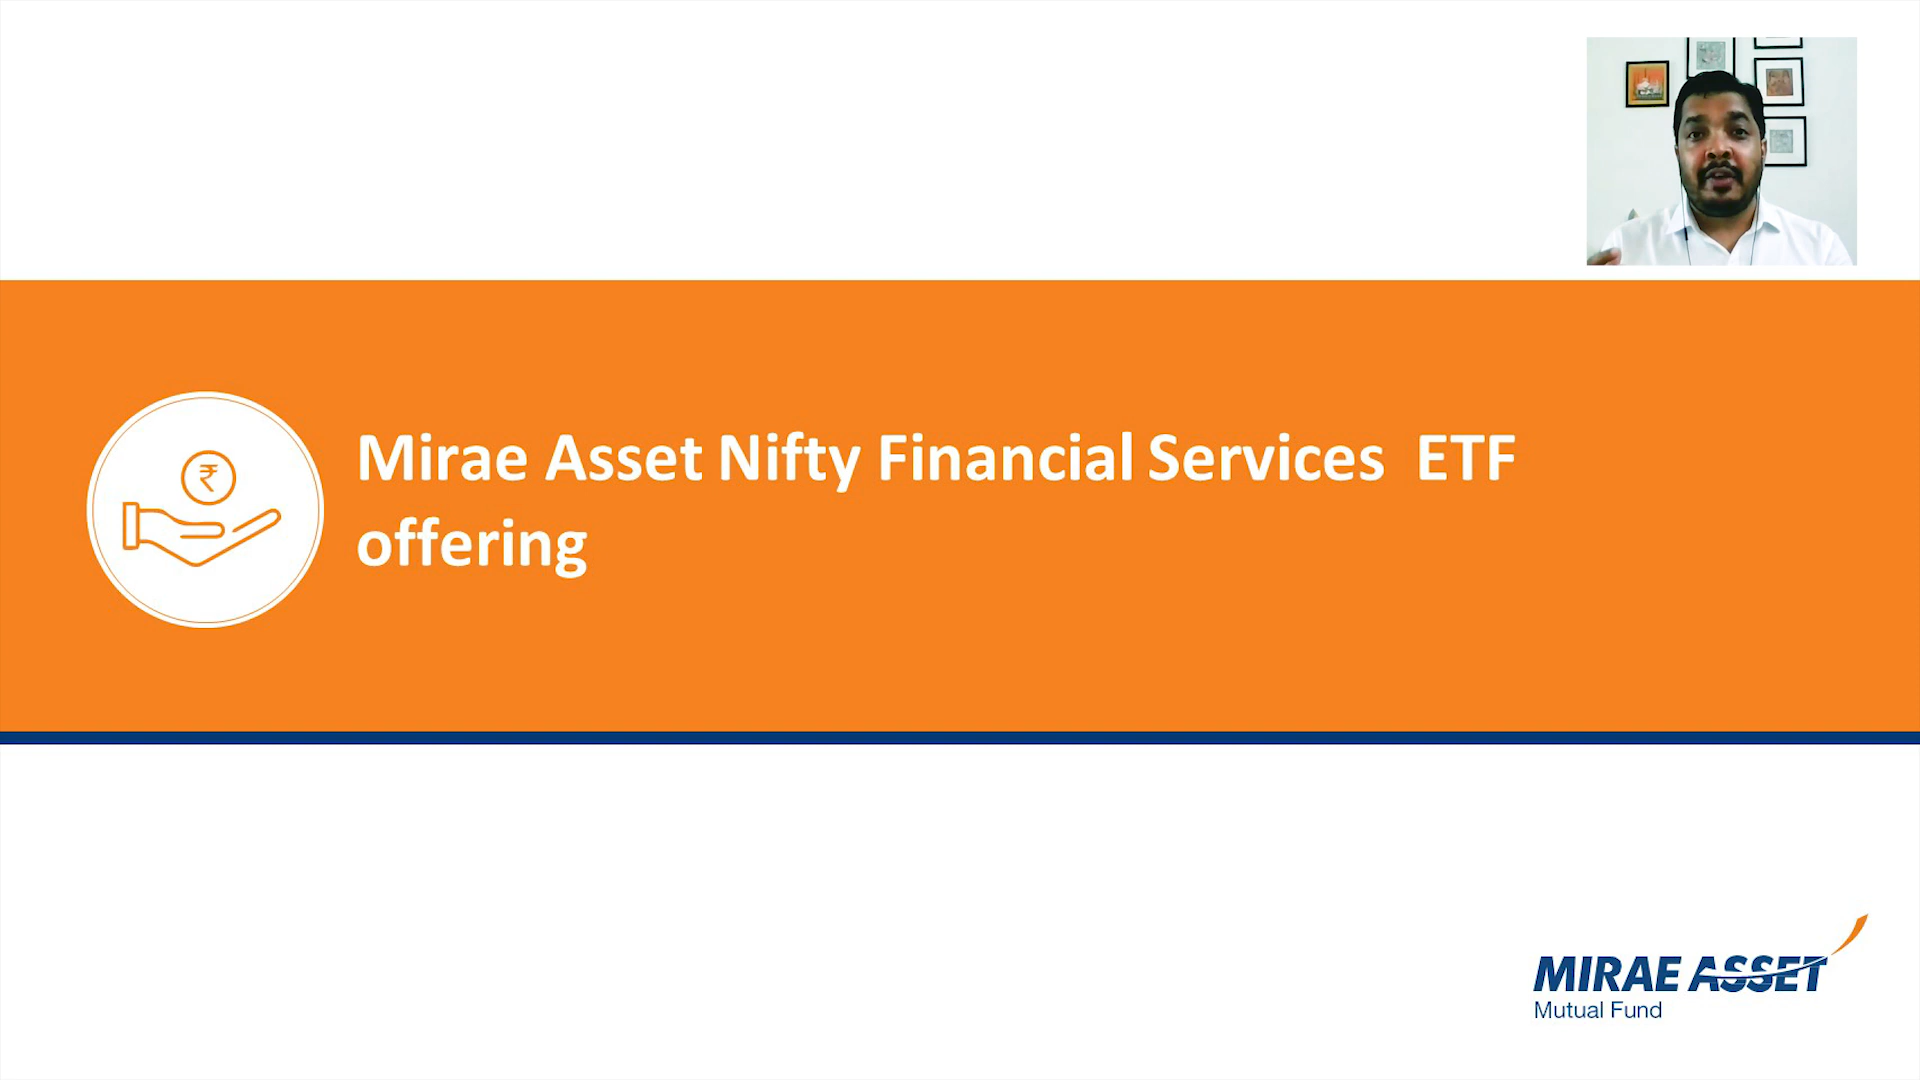 Mirae Asset Nifty Financial Services ETF
offering
₹
MIRAE ASSET
Mutual Fund